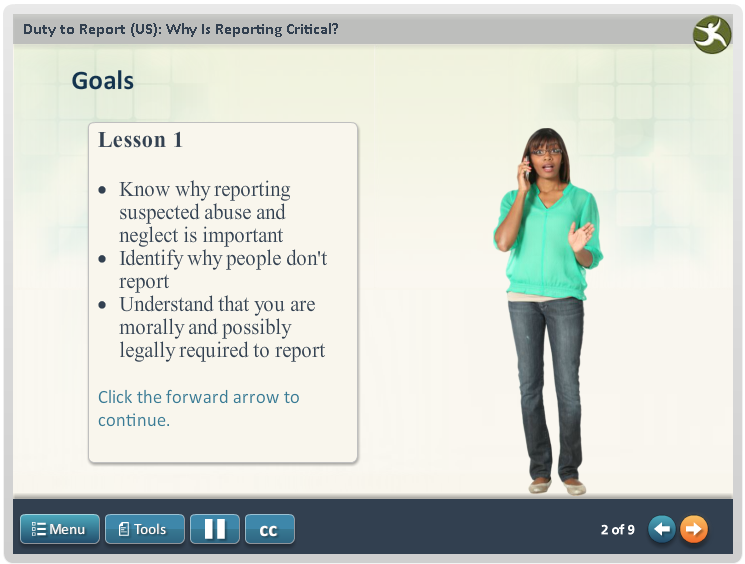 Duty to Report (US): Why Is Reporting Critical?
Goals
Lesson 1
• Know why reporting
suspected abuse and
neglect is important
• Identify why people don't
report
• Understand that you are
morally and possibly
legally required to report
Click the forward arrow to
continue.
Menu
Tools
cc
2 of 9